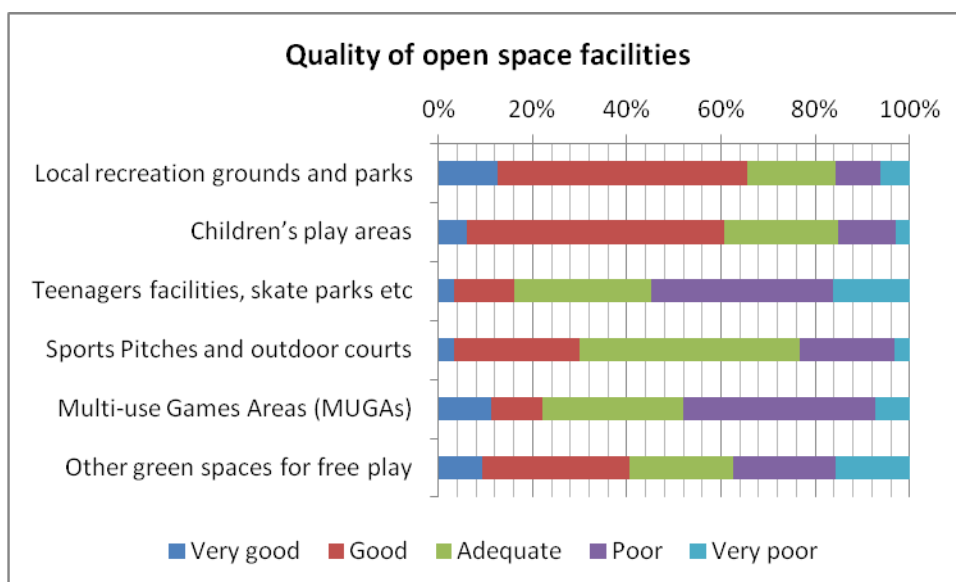 Quality of open space facilities
0% 20% 40% 60% 80% 100%
Local recreation grounds and parks
Children’s play areas
Teenagers facilities, skate parks etc
Sports Pitches and outdoor courts
Multi-use Games Areas (MUGAs)
Other green spaces for free play
Very good Good Adequate Poor Very poor